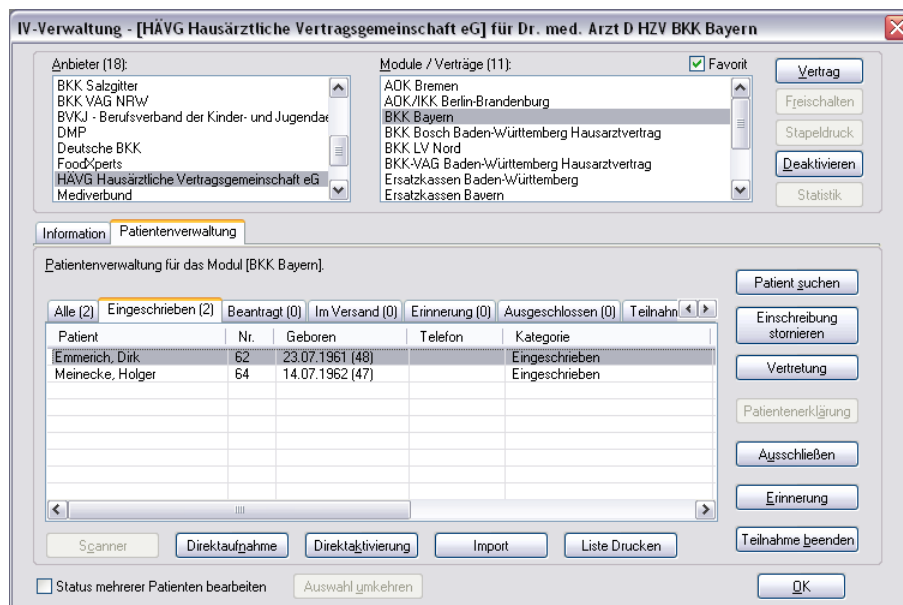 IV-Verwaltung - [HÄVG Hausärztliche Vertragsgemeinschaft eG] für Dr. med. Arzt D HZV BKK Bayern
Anbieter (18):
BKK Salzgitter
BKK VAG NRW
BVKJ - Berufsverband der Kinder- und Jugendae
DMP
Deutsche BKK
FoodXperts
HÄVG Hausärztliche Vertragsgemeinschaft eG
Mediverbund
Module / Verträge (11):
Favorit
AOK Bremen
AOK/IKK Berlin-Brandenburg
BKK Bayern
BKK Bosch Baden-Württemberg Hausarztvertrag
BKK LV Nord
BKK-VAG Baden-Württemberg Hausarztvertrag
Ersatzkassen Baden-Württemberg
Ersatzkassen Bayern
Vertrag
Freischalten
Stapeldruck
Deaktivieren
Statistik
Information Patientenverwaltung
Patientenverwaltung für das Modul [BKK Bayern].
Alle (2) Eingeschrieben (2) Beantragt (0) Im Versand (0) Erinnerung (0) Ausgeschlossen (0) Teilnahm
Patient Nr. Geboren Telefon Kategorie
Emmerich, Dirk 62 23.07.1961 (48) Eingeschrieben
Meinecke, Holger 64 14.07.1962 (47) Eingeschrieben
Patient suchen
Einschreibung
stornieren
Vertretung
Patientenerklärung
Ausschließen
Erinnerung
Teilnahme beenden
Scanner Direktaufnahme Direktaktivierung Import Liste Drucken
Status mehrerer Patienten bearbeiten Auswahl umkehren OK